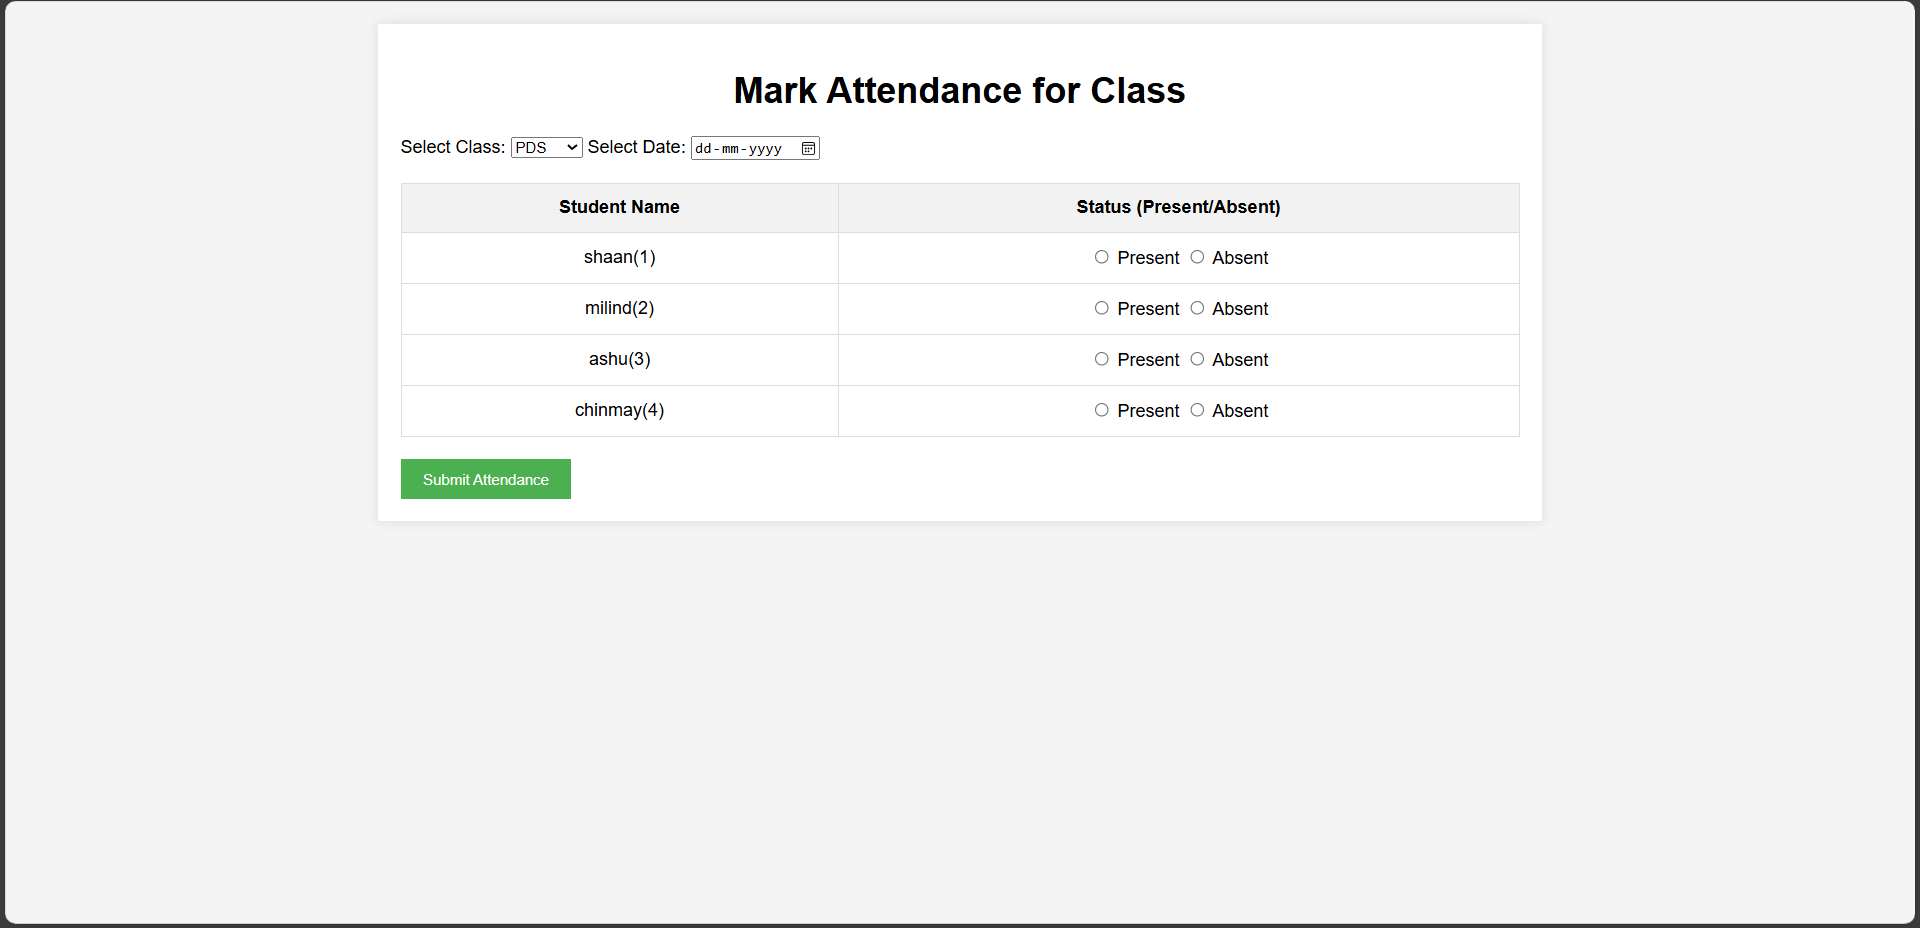 Mark Attendance for Class
Select Class: PDS Select Date: dd-mm-yyyy
Student Name Status (Present/Absent)
shaan(1) Present Absent
milind(2) Present Absent
ashu(3) Present Absent
chinmay(4) Present Absent
Submit Attendance